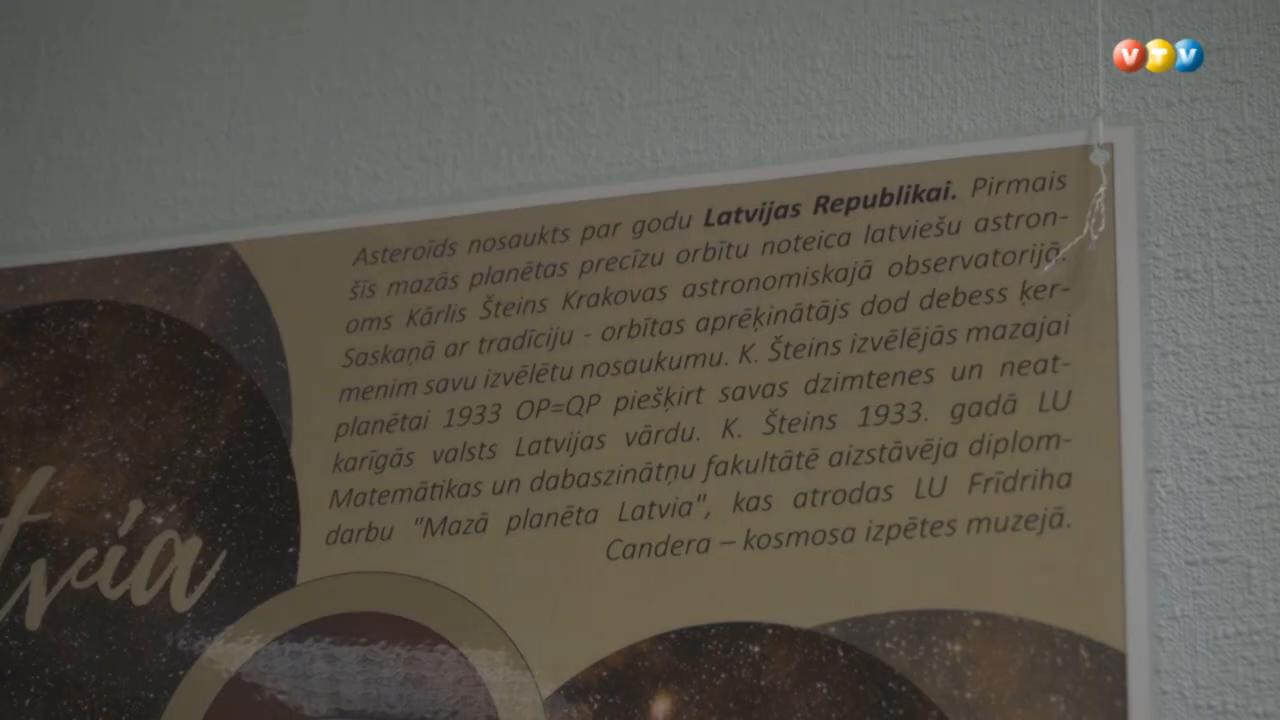 VTV
Asteroīds nosaukts par godu Latvijas Republikai. Pirmais
šīs mazās planētas precīzu orbītu noteica latviešu astron-
oms Kārlis Šteins Krakovas astronomiskajā observatorijā.
Saskaņā ar tradīciju - orbītas aprēķinātājs dod debess ķer-
menim savu izvēlētu nosaukumu. K. Šteins izvēlējās mazajai
planētai 1933 OP=QP piešķirt savas dzimtenes un neat-
karīgās valsts Latvijas vārdu. K. Šteins 1933. gadā LU
Matemātikas un dabaszinātņu fakultātē aizstāvēja diplom-
darbu "Mazā planēta Latvia", kas atrodas LU Frīdriha
Candera – kosmosa izpētes muzejā.
tvia